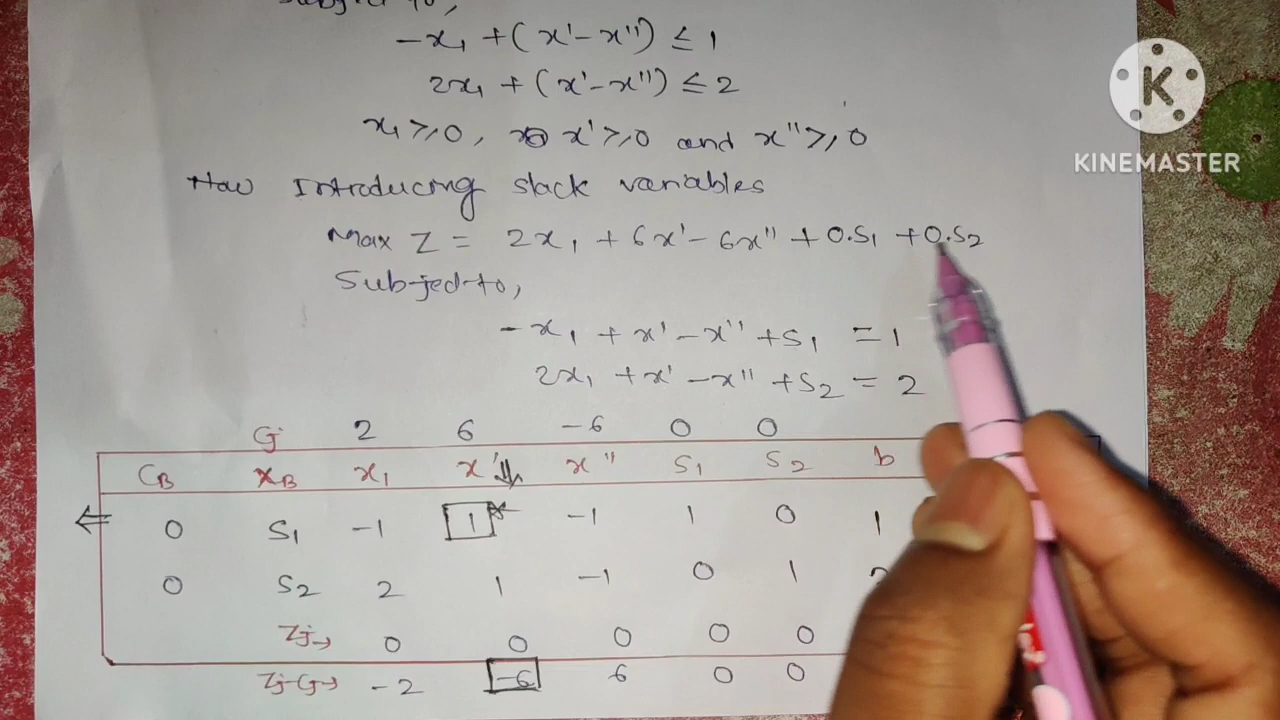 Subject to,
-x₁ + (x' - x'') ≤ 1
2x₁ + (x' - x'') ≤ 2
x₁ ≥ 0, x' ≥ 0 and x'' ≥ 0
KINEMASTER
Now Introducing slack variables
Max Z = 2x₁ + 6x' - 6x'' + 0.S₁ + 0.S₂
Subject to,
-x₁ + x' - x'' + S₁ = 1
2x₁ + x' - x'' + S₂ = 2
Cj 2 6 -6 0 0
CB XB x₁ x' x'' S₁ S₂ b
0 S₁ -1 1 -1 1 0 1
0 S₂ 2 1 -1 0 1
Zj→ 0 0 0 0 0
Zj-Cj→ -2 -6 6 0 0